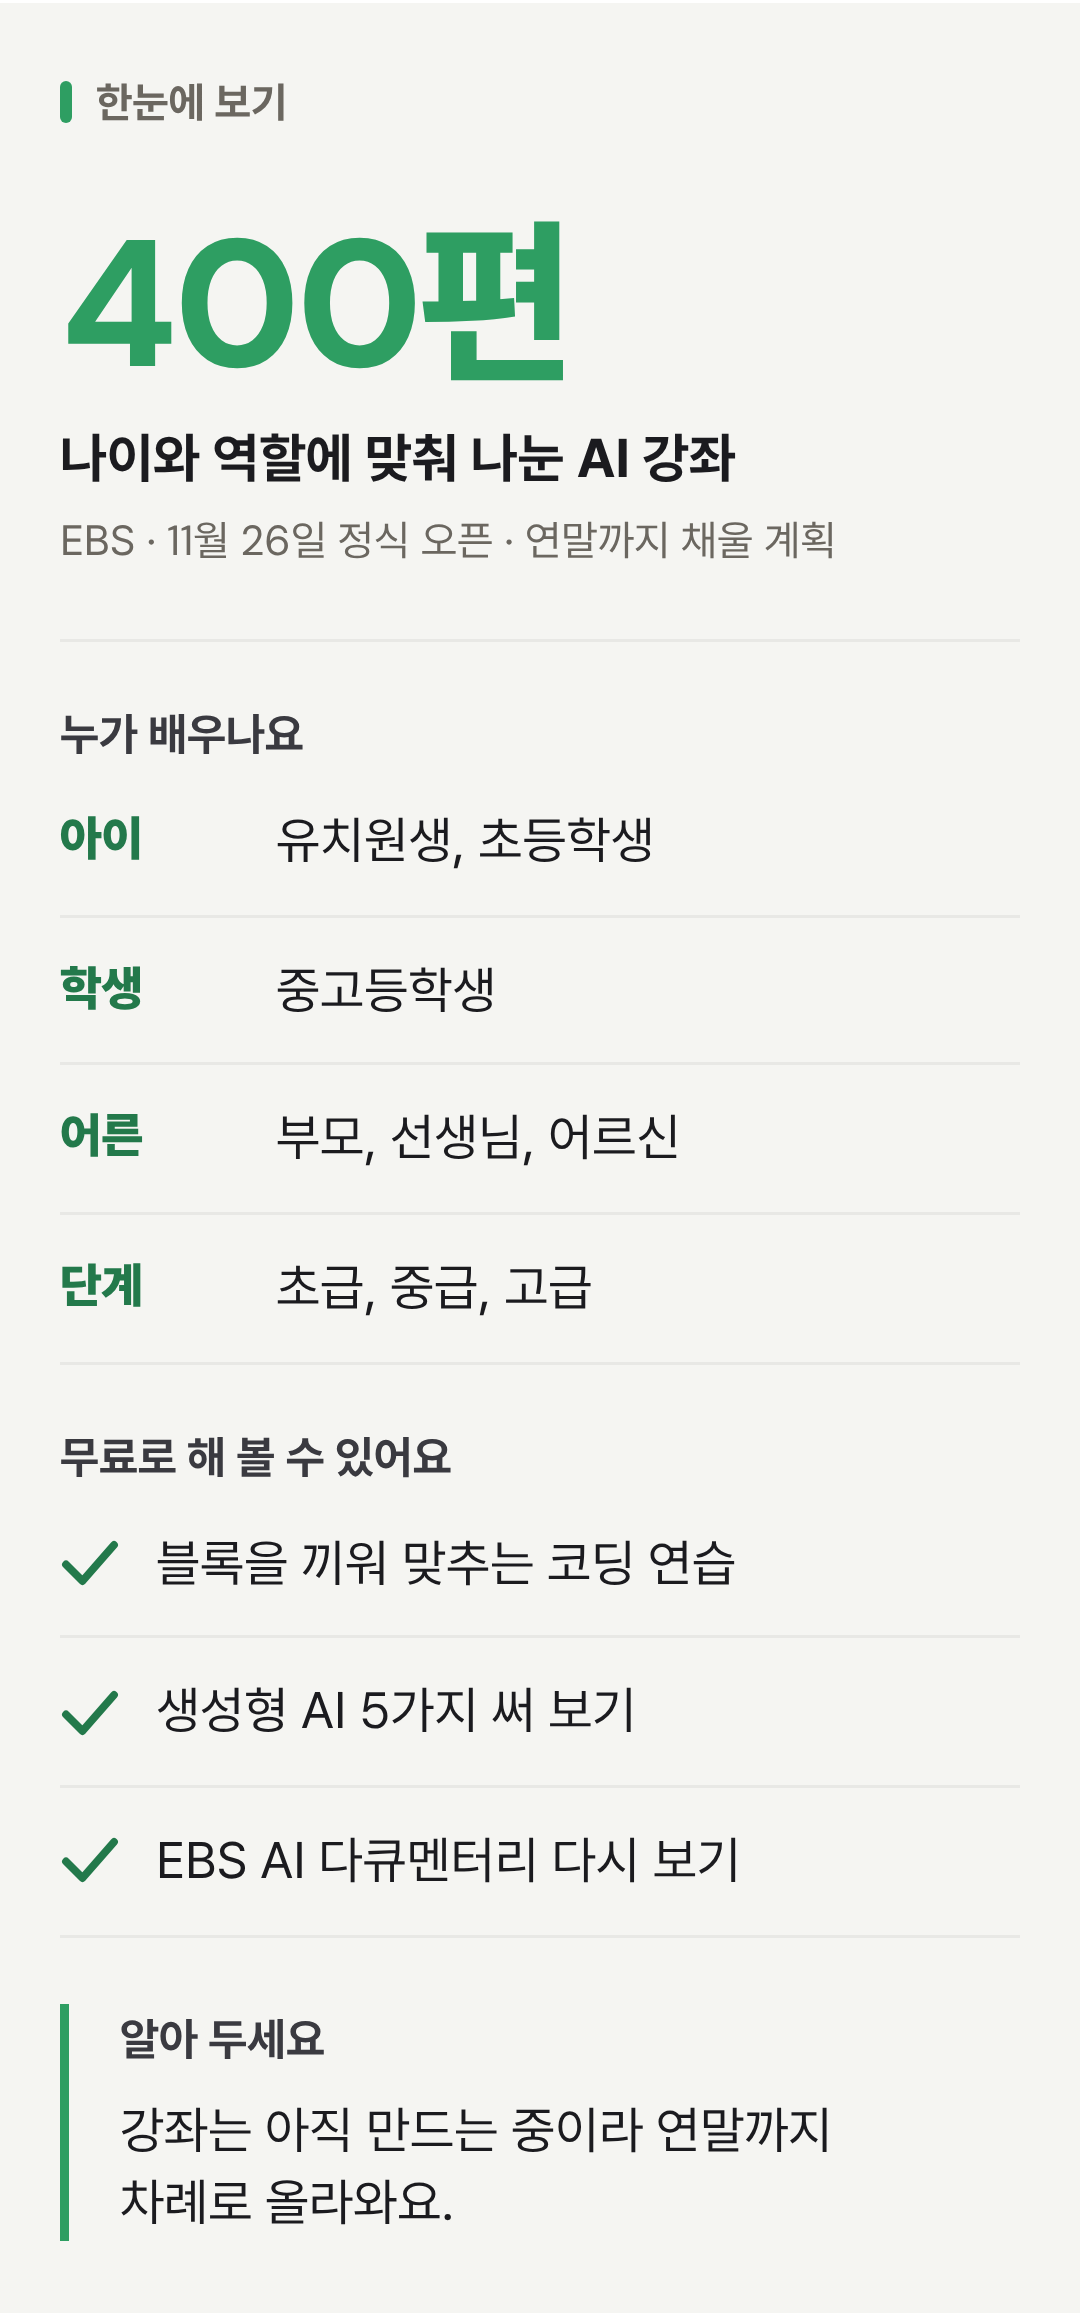 한눈에 보기
400편
나이와 역할에 맞춰 나눈 AI 강좌
EBS · 11월 26일 정식 오픈 · 연말까지 채울 계획
누가 배우나요
아이 유치원생, 초등학생
학생 중고등학생
어른 부모, 선생님, 어르신
단계 초급, 중급, 고급
무료로 해 볼 수 있어요
블록을 끼워 맞추는 코딩 연습
생성형 AI 5가지 써 보기
EBS AI 다큐멘터리 다시 보기
알아 두세요
강좌는 아직 만드는 중이라 연말까지
차례로 올라와요.